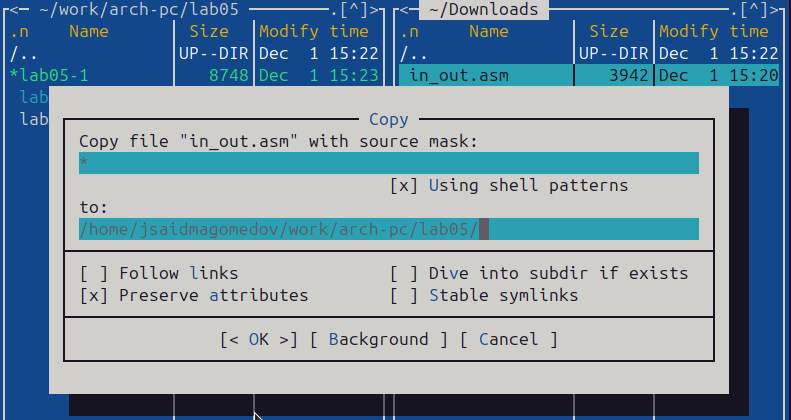 <— ~/work/arch-pc/lab05 .[^]>
.n Name Size Modify time
/.. UP--DIR Dec 1 15:22
*lab05-1 8748 Dec 1 15:23
lab
lab
<— ~/Downloads .[^]>
.n Name Size Modify time
/.. UP--DIR Dec 1 15:22
in_out.asm 3942 Dec 1 15:20
Copy
Copy file "in_out.asm" with source mask:
*
[x] Using shell patterns
to:
/home/jsaidmagomedov/work/arch-pc/lab05/
[ ] Follow links [ ] Dive into subdir if exists
[x] Preserve attributes [ ] Stable symlinks
[< OK >] [ Background ] [ Cancel ]